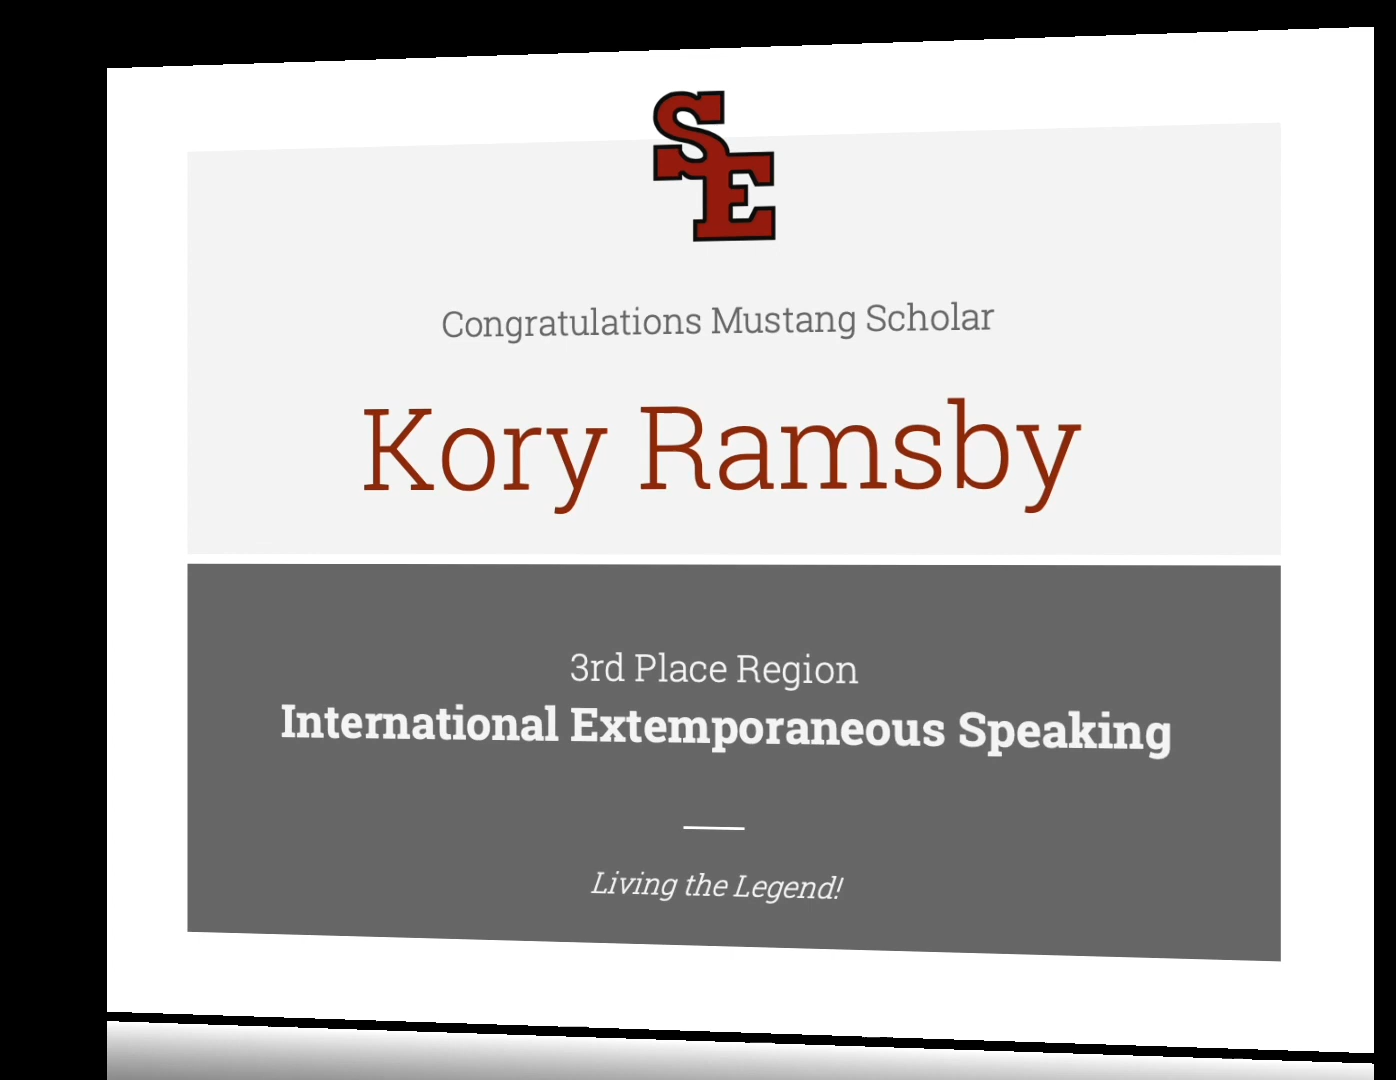 SE
Congratulations Mustang Scholar
Kory Ramsby
3rd Place Region
International Extemporaneous Speaking
Living the Legend!